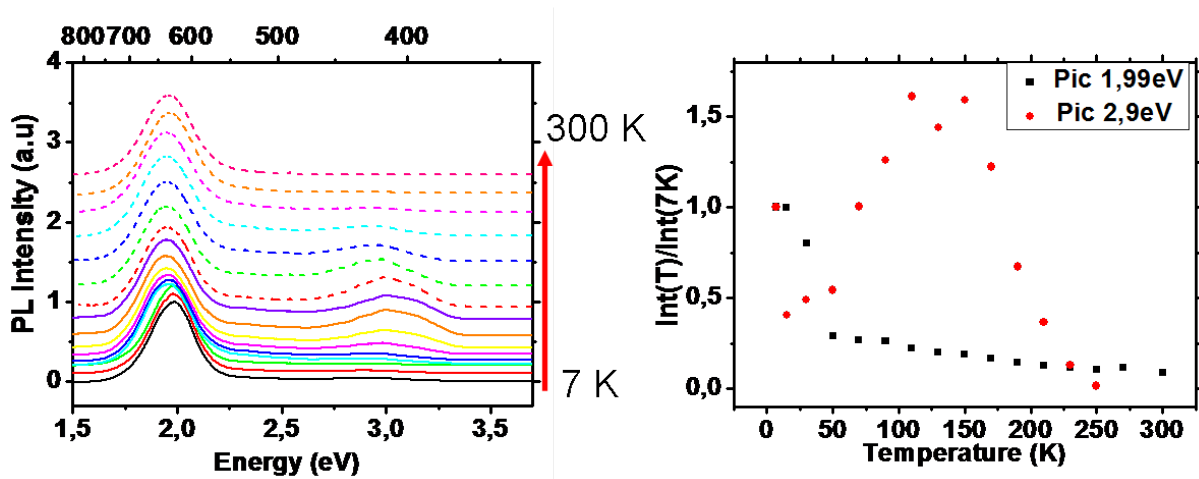 800 700 600 500 400
4
3
2
1
0
PL Intensity (a.u)
1,5 2,0 2,5 3,0 3,5
Energy (eV)
300 K
7 K
Pic 1,99eV
Pic 2,9eV
1,5
1,0
0,5
0,0
Int(T)/Int(7K)
0 50 100 150 200 250 300
Temperature (K)